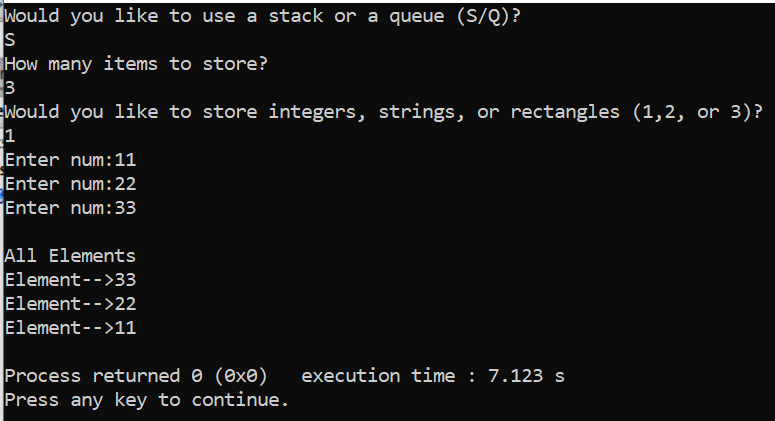 Would you like to use a stack or a queue (S/Q)?
S
How many items to store?
3
Would you like to store integers, strings, or rectangles (1,2, or 3)?
1
Enter num:11
Enter num:22
Enter num:33
All Elements
Element-->33
Element-->22
Element-->11
Process returned 0 (0x0)   execution time : 7.123 s
Press any key to continue.